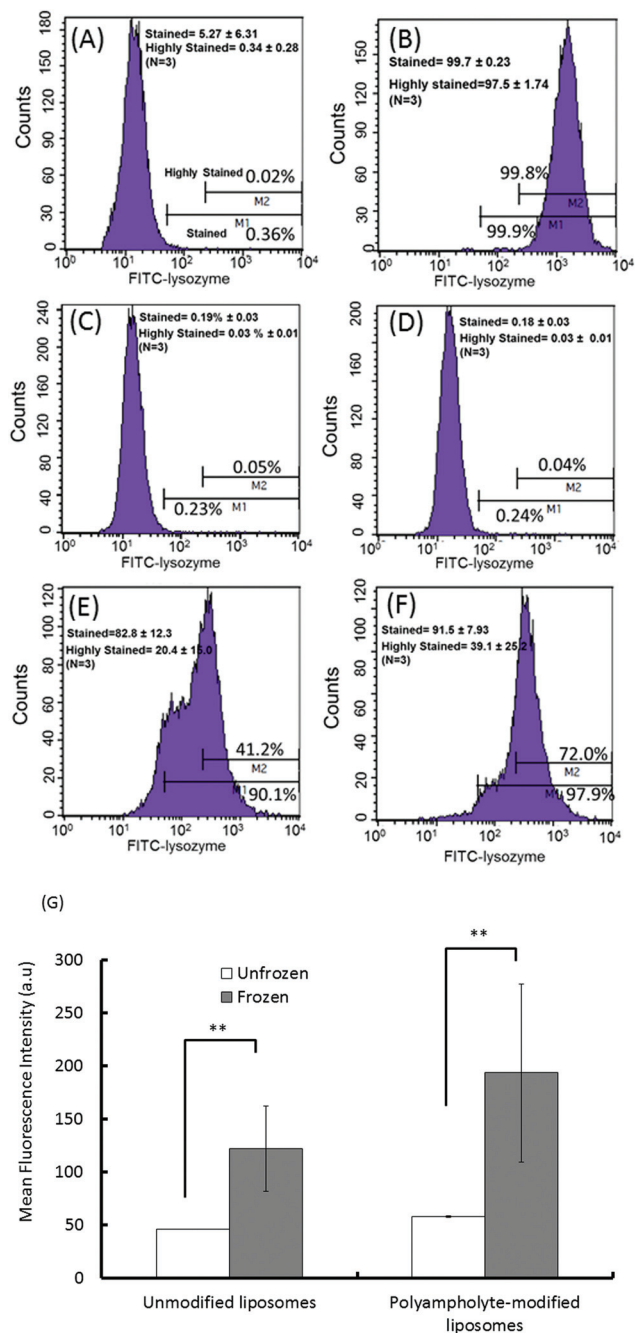 (A)
Stained= 5.27 ± 6.31
Highly Stained= 0.34 ± 0.28
(N=3)
Highly Stained 0.02%
M2
M1
Stained 0.36%
Counts
180
150
120
90
60
30
0
10⁰ 10¹ 10² 10³ 10⁴
FITC-lysozyme
(B)
Stained= 99.7 ± 0.23
Highly stained=97.5 ± 1.74
(N=3)
99.8%
M2
M1
99.9%
Counts
180
150
120
90
60
30
0
10⁰ 10¹ 10² 10³ 10⁴
FITC-lysozyme
(C)
Stained= 0.19% ± 0.03
Highly Stained= 0.03 % ± 0.01
(N=3)
0.05%
M2
0.23% M1
Counts
240
200
160
120
80
40
0
10⁰ 10¹ 10² 10³ 10⁴
FITC-lysozyme
(D)
Stained= 0.18 ± 0.03
Highly Stained= 0.03 ± 0.01
(N=3)
0.04%
M2
M1
0.24%
Counts
200
160
120
80
40
0
10⁰ 10¹ 10² 10³ 10⁴
FITC-lysozyme
(E)
Stained=82.8 ± 12.3
Highly Stained= 20.4 ± 15.0
(N=3)
41.2%
M2
90.1%
Counts
120
100
80
60
40
20
0
10⁰ 10¹ 10² 10³ 10⁴
FITC-lysozyme
(F)
Stained= 91.5 ± 7.93
Highly Stained= 39.1 ± 25.2
(N=3)
72.0%
M2
97.9%
Counts
120
100
80
60
40
20
0
10⁰ 10¹ 10² 10³ 10⁴
FITC-lysozyme
(G)
Mean Fluorescence Intensity (a.u)
300
250
200
150
100
50
0
Unfrozen
Frozen
**
**
Unmodified liposomes
Polyampholyte-modified
liposomes